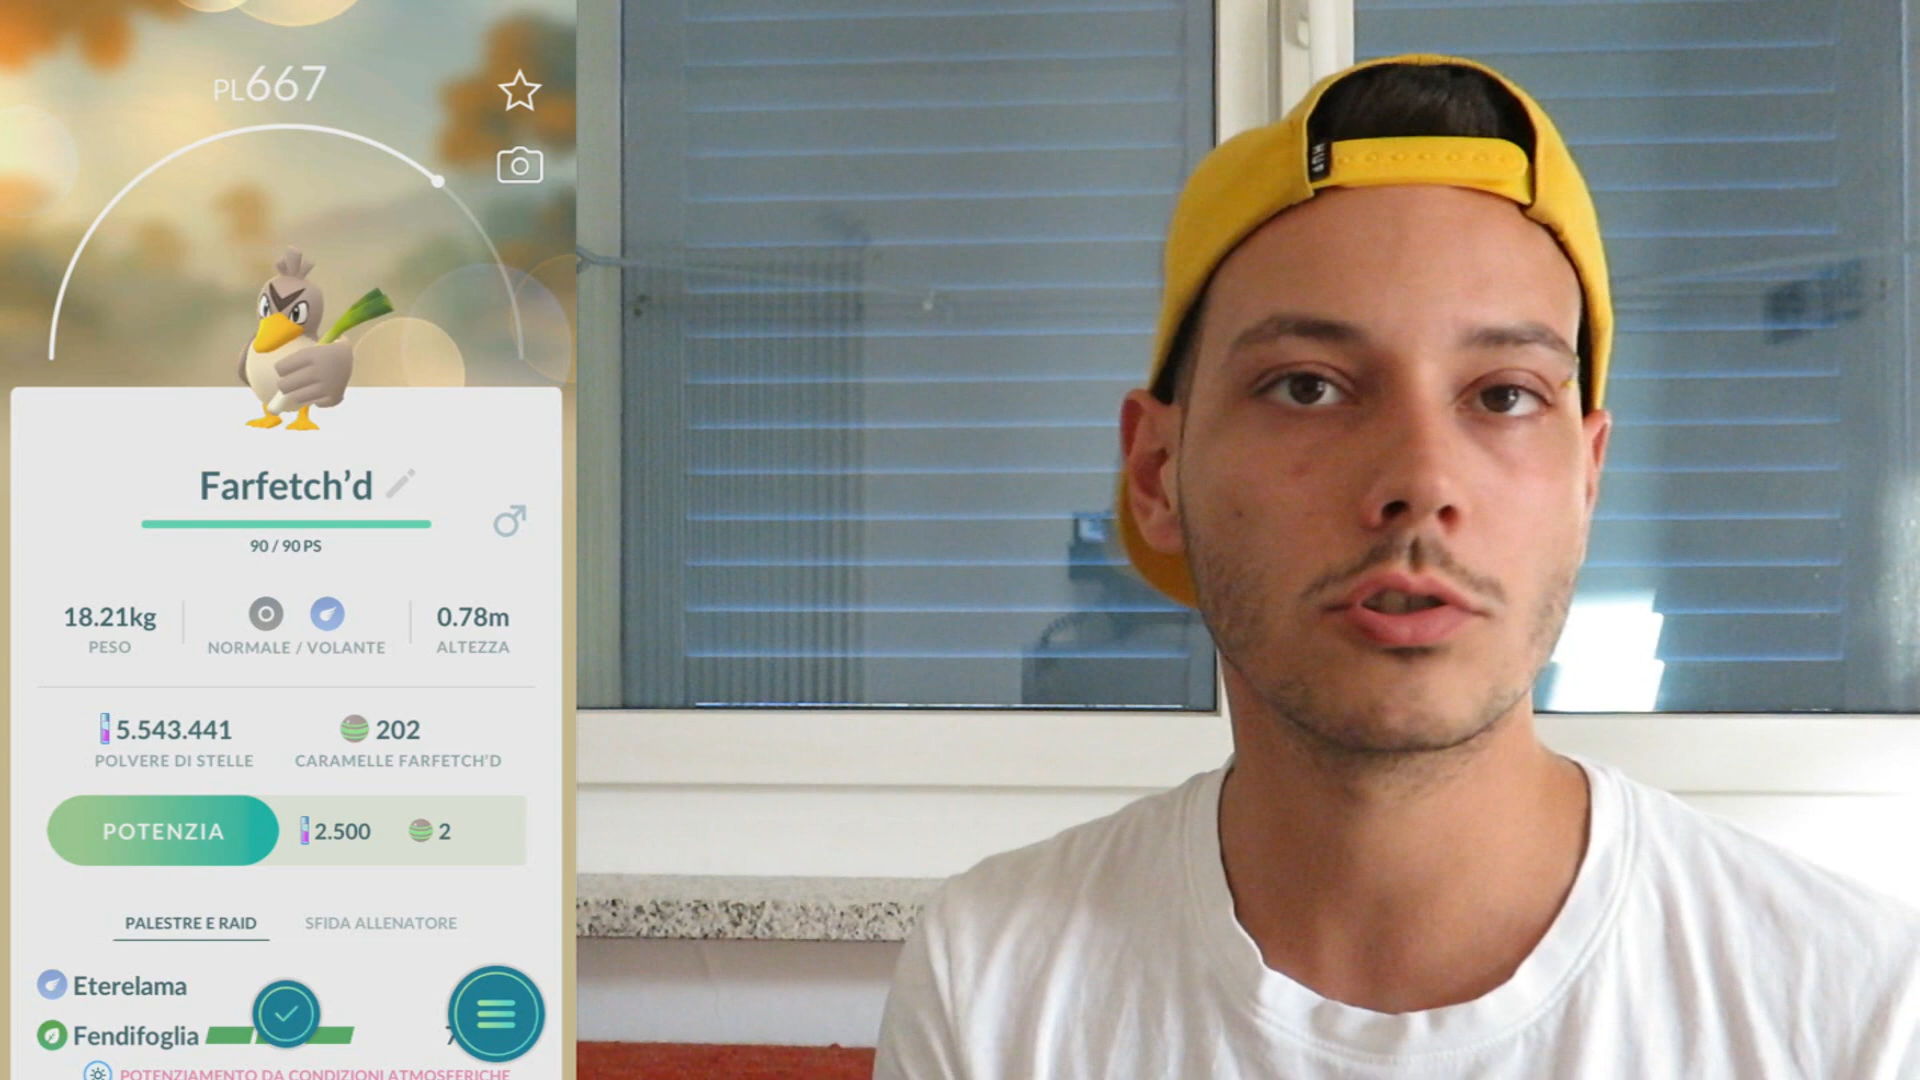 PL667
Farfetch’d
90 / 90 PS
18.21kg
PESO
NORMALE / VOLANTE
0.78m
ALTEZZA
5.543.441
POLVERE DI STELLE
202
CARAMELLE FARFETCH’D
POTENZIA
2.500
2
PALESTRE E RAID
SFIDA ALLENATORE
Eterelama
Fendifoglia
POTENZIAMENTO DA CONDIZIONI ATMOSFERICHE
HUF